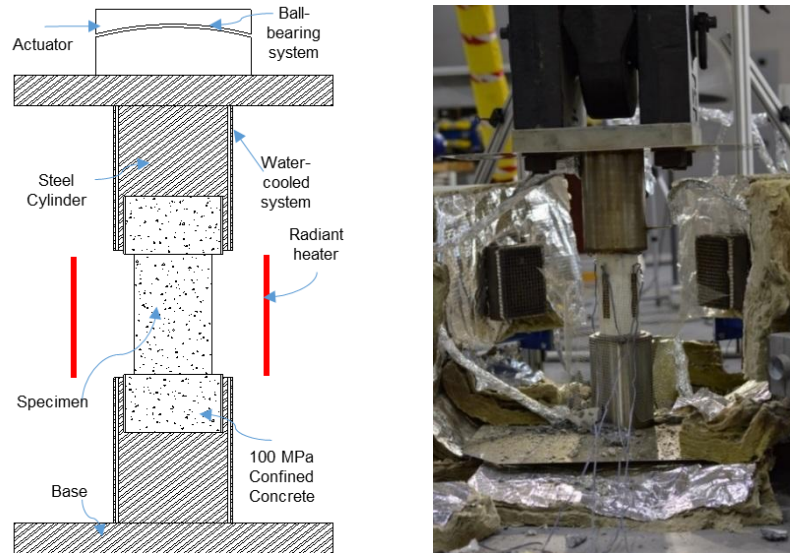 Actuator
Ball-
bearing
system
Steel
Cylinder
Water-
cooled
system
Radiant
heater
Specimen
100 MPa
Confined
Concrete
Base